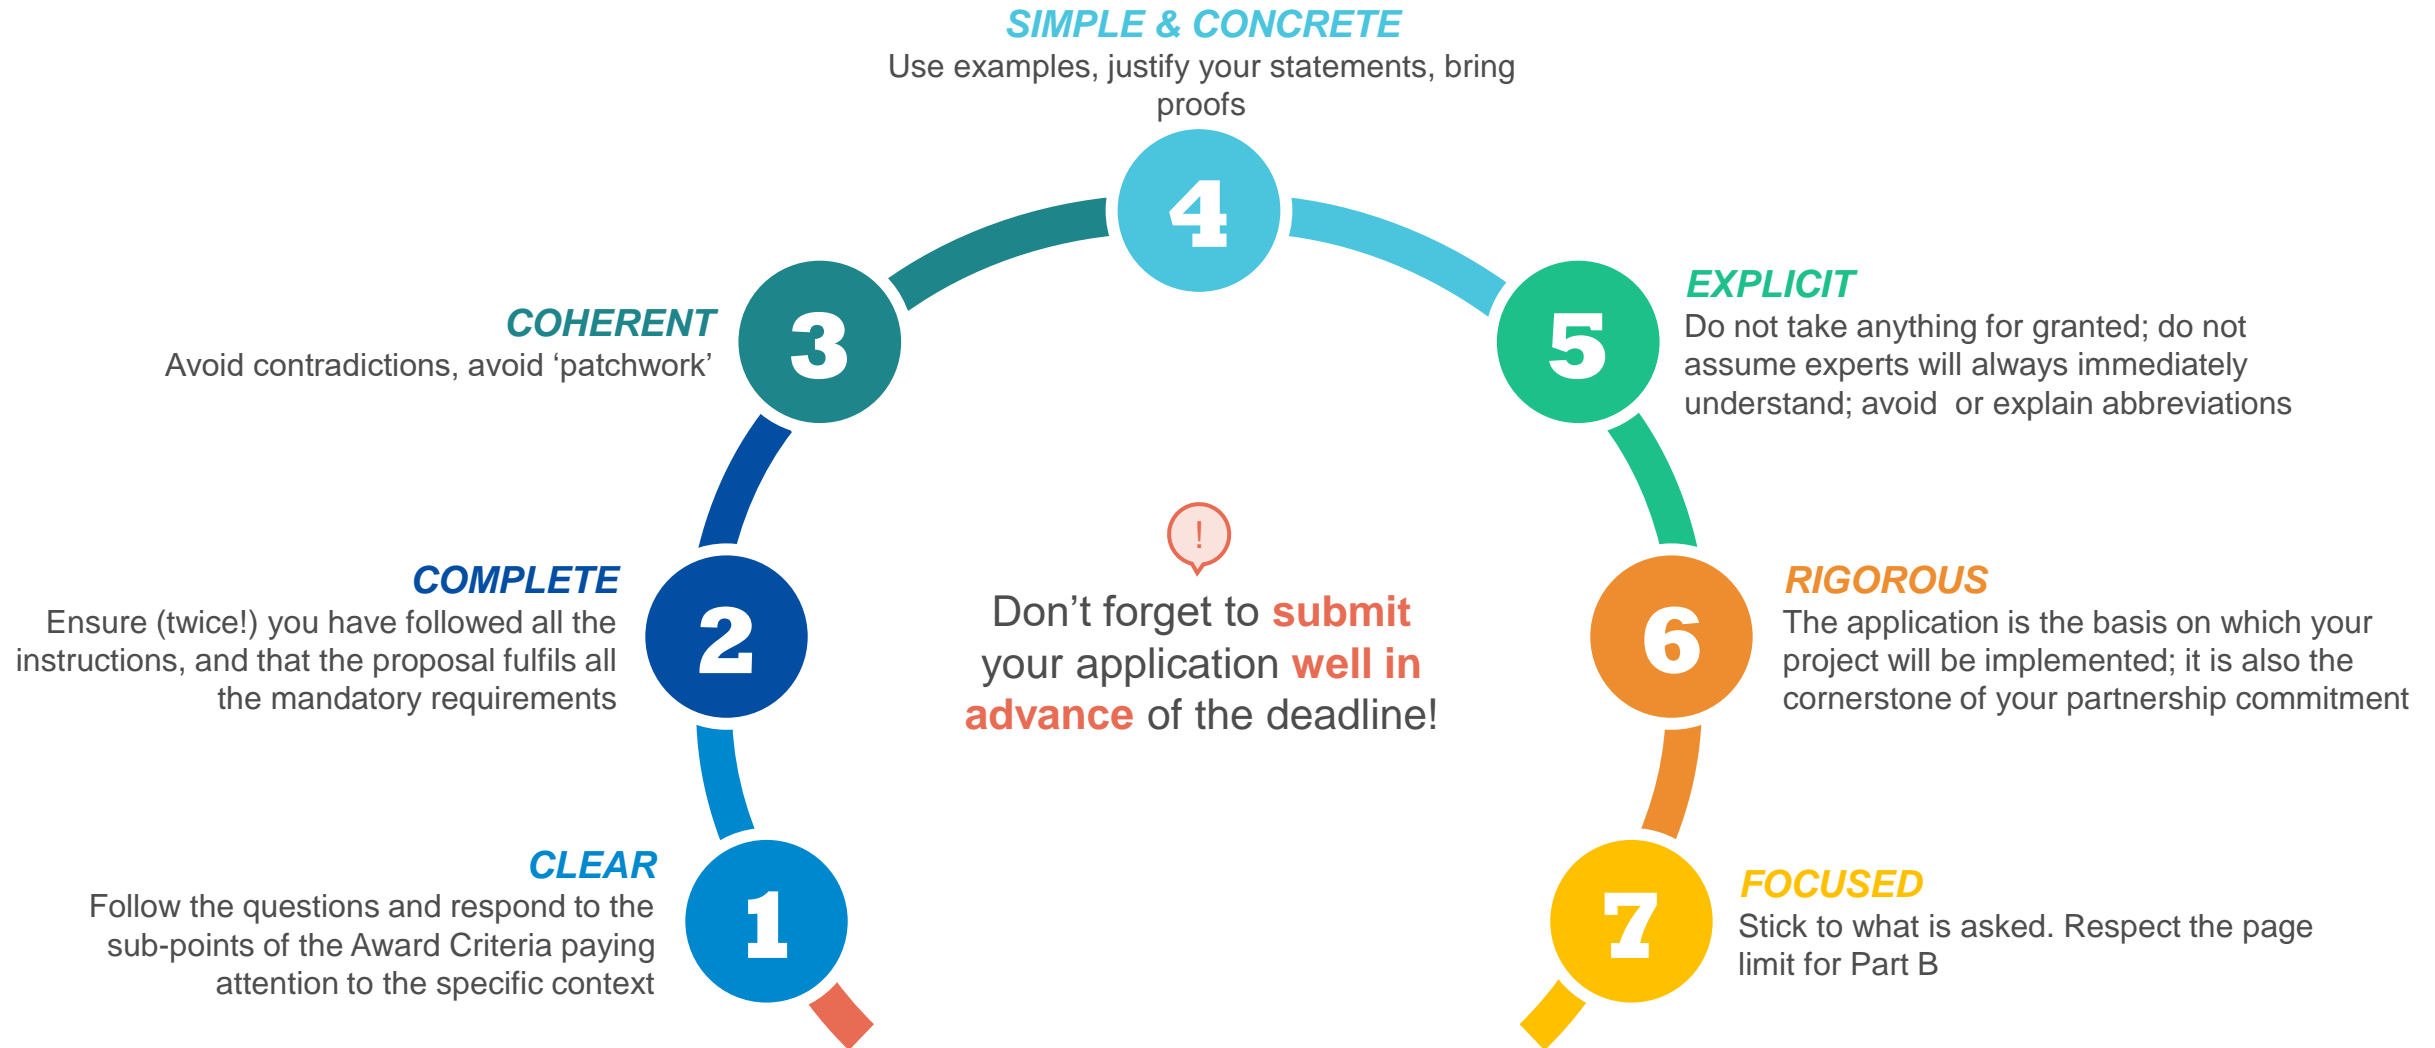 SIMPLE & CONCRETE
Use examples, justify your statements, bring
proofs
4
3
COHERENT
Avoid contradictions, avoid ‘patchwork’
5
EXPLICIT
Do not take anything for granted; do not
assume experts will always immediately
understand; avoid  or explain abbreviations
2
COMPLETE
Ensure (twice!) you have followed all the
instructions, and that the proposal fulfils all
the mandatory requirements
!
Don’t forget to submit
your application well in
advance of the deadline!
6
RIGOROUS
The application is the basis on which your
project will be implemented; it is also the
cornerstone of your partnership commitment
1
CLEAR
Follow the questions and respond to the
sub-points of the Award Criteria paying
attention to the specific context
7
FOCUSED
Stick to what is asked. Respect the page
limit for Part B